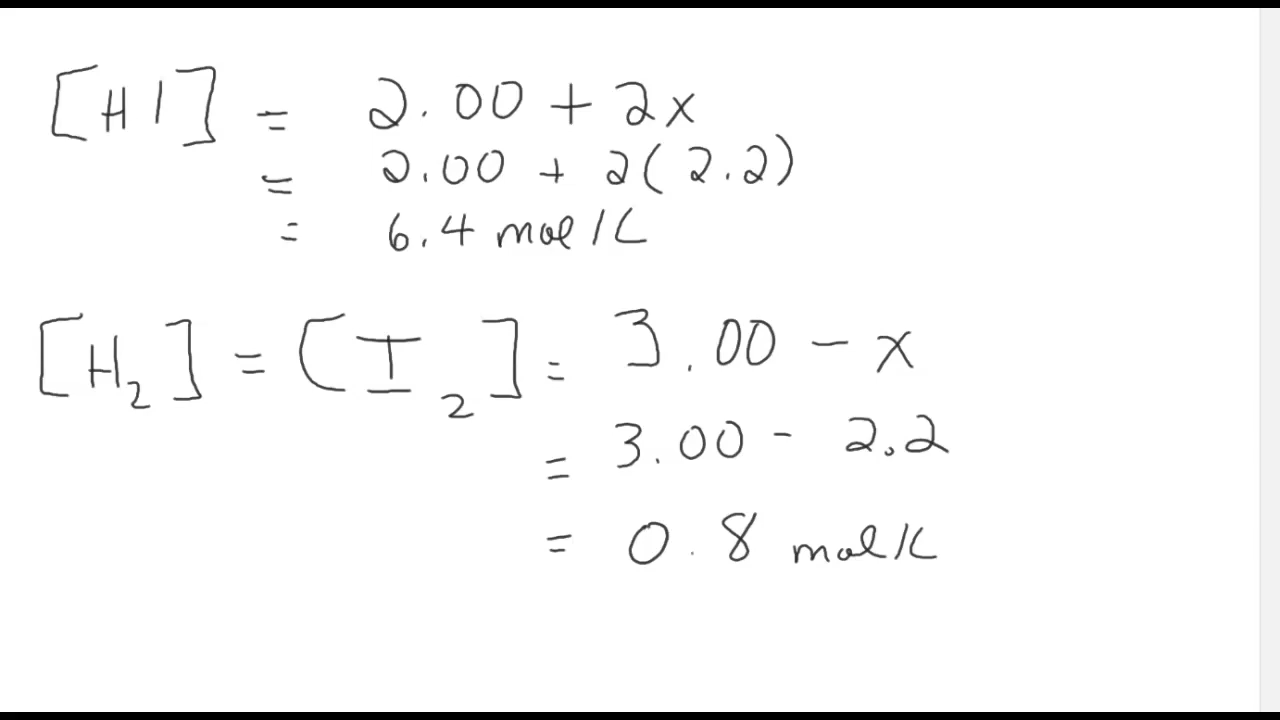 [HI] = 2.00 + 2x
= 2.00 + 2(2.2)
= 6.4 mol/L
[H₂] = [I₂] = 3.00 - x
= 3.00 - 2.2
= 0.8 mol/L